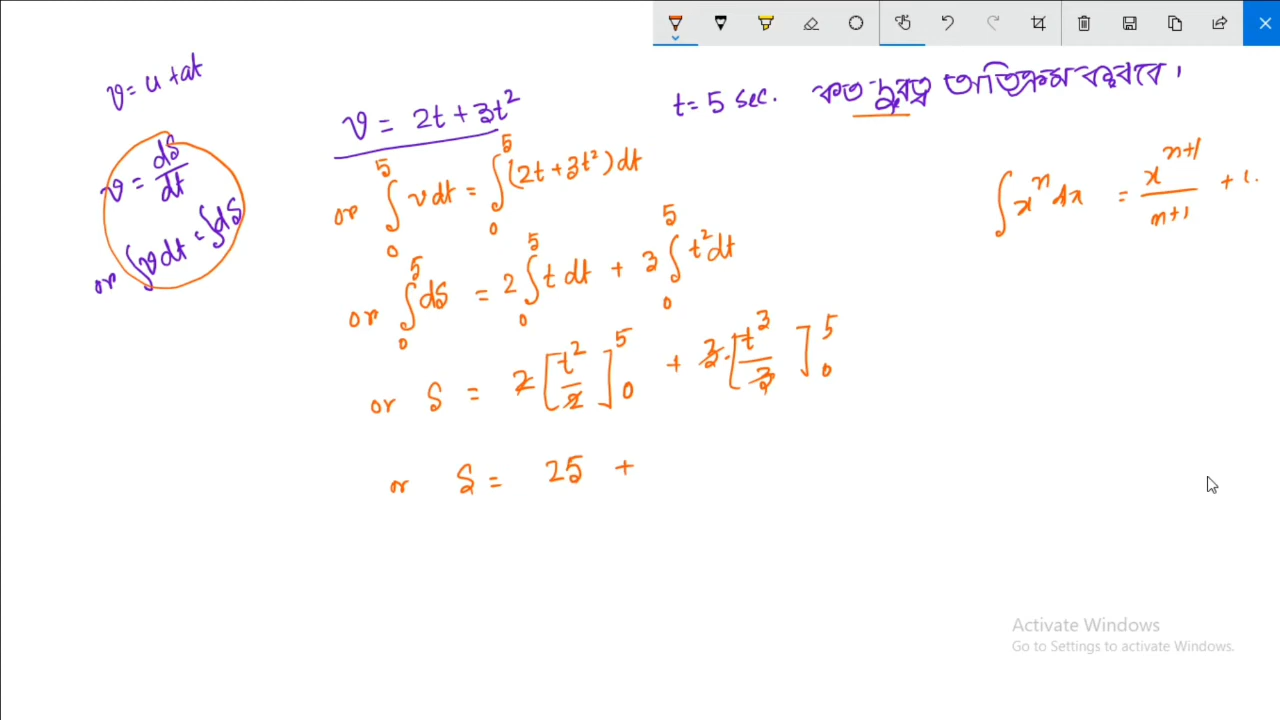 v = u + at
v = dS/dt
or ∫v dt = ∫dS
v = 2t + 3t²
t = 5 sec. কত দুরত্ব অতিক্রম করবে।
or ∫₀⁵ v dt = ∫₀⁵ (2t + 3t²) dt
∫xⁿ dx = xⁿ⁺¹/n+1 +
or ∫₀⁵ dS = 2 ∫₀⁵ t dt + 3 ∫₀⁵ t² dt
or S = 2 [t²/2]₀⁵ + 3·[t³/3]₀⁵
or S = 25 +
Activate Windows
Go to Settings to activate Windows.